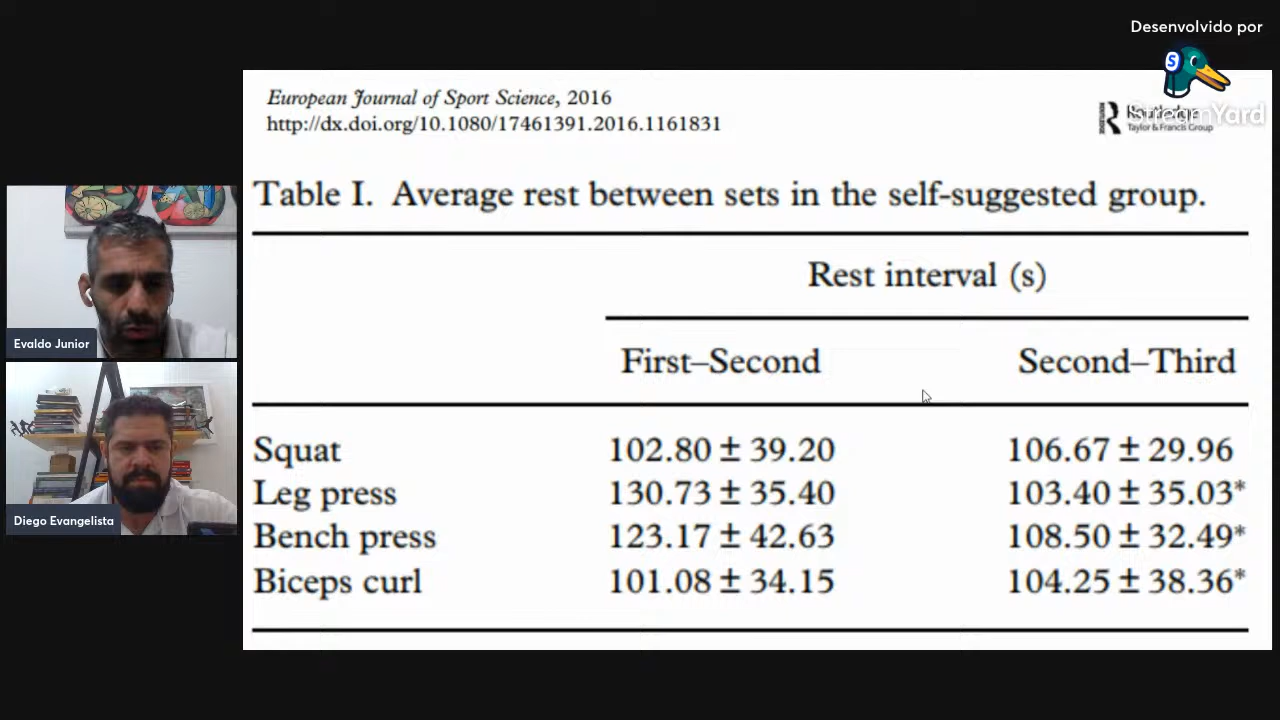 Desenvolvido por
StreamYard
European Journal of Sport Science, 2016
http://dx.doi.org/10.1080/17461391.2016.1161831
Routledge
Taylor & Francis Group
Table I. Average rest between sets in the self-suggested group.
Rest interval (s)
First–Second Second–Third
Squat 102.80 ± 39.20 106.67 ± 29.96
Leg press 130.73 ± 35.40 103.40 ± 35.03*
Bench press 123.17 ± 42.63 108.50 ± 32.49*
Biceps curl 101.08 ± 34.15 104.25 ± 38.36*
Evaldo Junior
Diego Evangelista